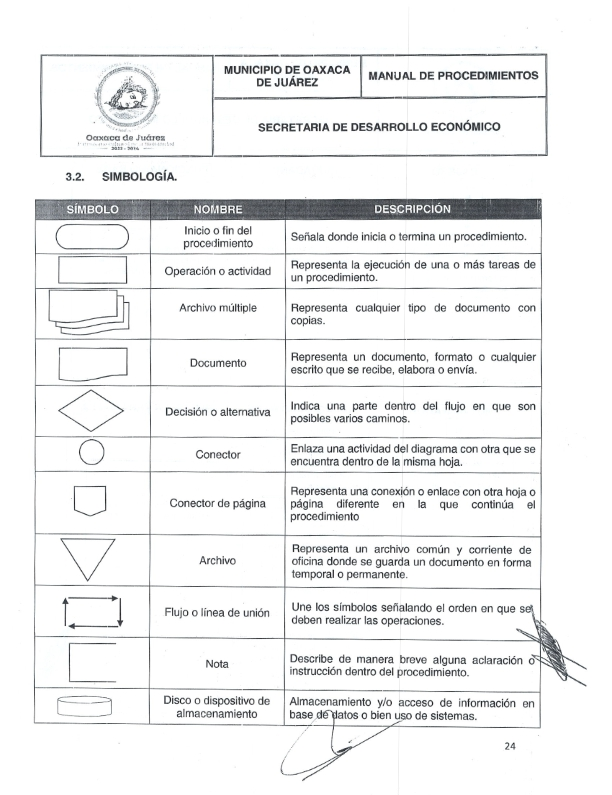 MUNICIPIO DE OAXACA
DE JUÁREZ
MANUAL DE PROCEDIMIENTOS
Oaxaca de Juárez
2022 - 2024
SECRETARIA DE DESARROLLO ECONÓMICO
3.2. SIMBOLOGÍA.
SÍMBOLO NOMBRE DESCRIPCIÓN
Inicio o fin del
procedimiento
Señala donde inicia o termina un procedimiento.
Operación o actividad
Representa la ejecución de una o más tareas de
un procedimiento.
Archivo múltiple
Representa cualquier tipo de documento con
copias.
Documento
Representa un documento, formato o cualquier
escrito que se recibe, elabora o envía.
Decisión o alternativa
Indica una parte dentro del flujo en que son
posibles varios caminos.
Conector
Enlaza una actividad del diagrama con otra que se
encuentra dentro de la misma hoja.
Conector de página
Representa una conexión o enlace con otra hoja o
página diferente en la que continúa el
procedimiento
Archivo
Representa un archivo común y corriente de
oficina donde se guarda un documento en forma
temporal o permanente.
Flujo o línea de unión
Une los símbolos señalando el orden en que se
deben realizar las operaciones.
Nota
Describe de manera breve alguna aclaración o
instrucción dentro del procedimiento.
Disco o dispositivo de
almacenamiento
Almacenamiento y/o acceso de información en
base de datos o bien uso de sistemas.
24